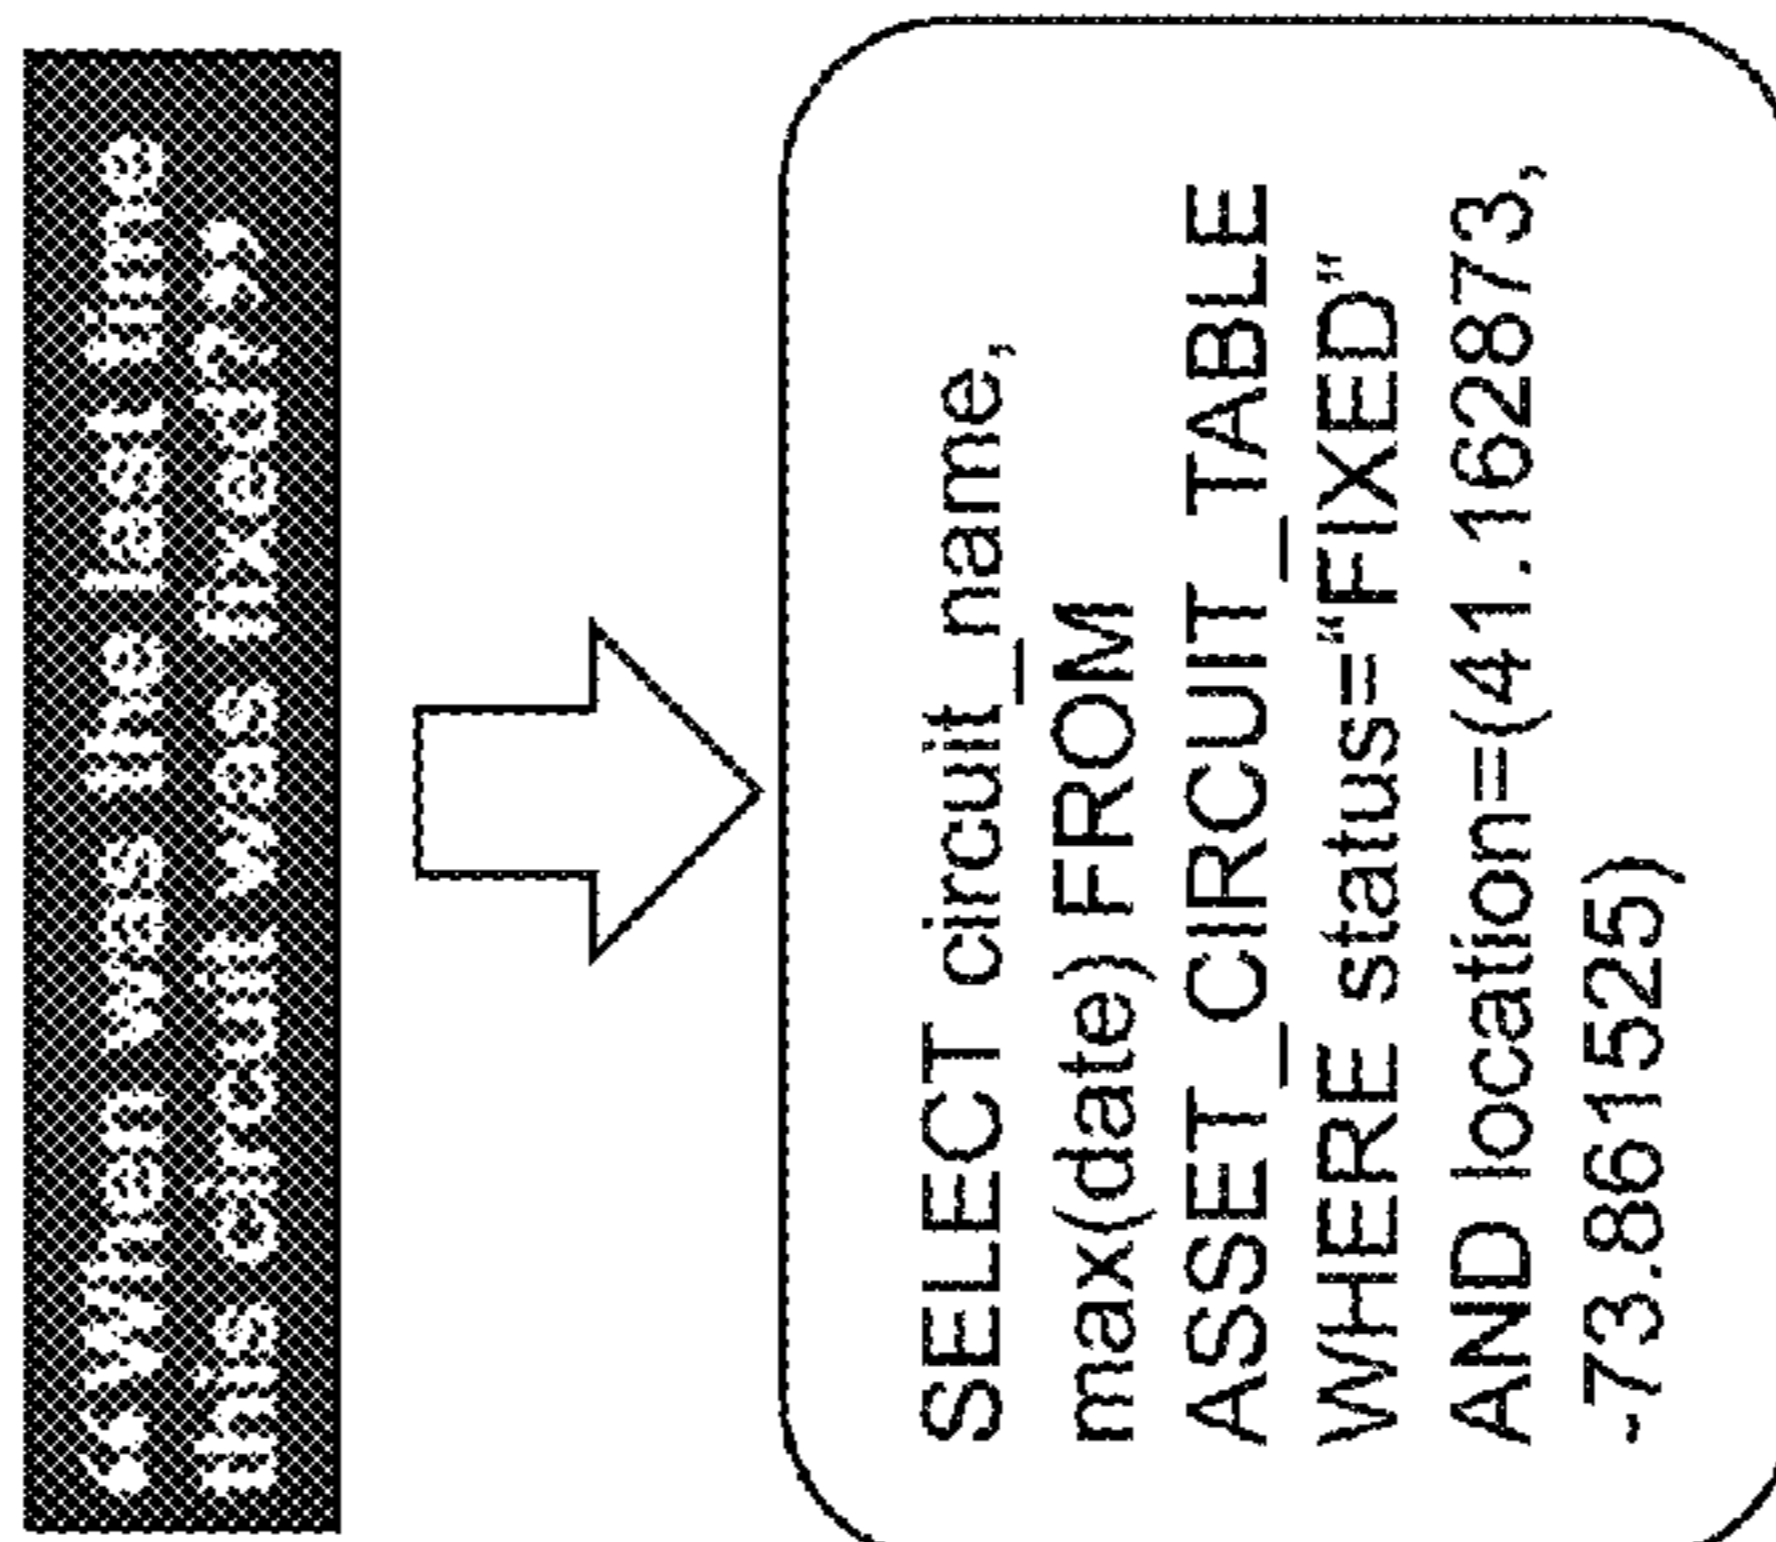 “When was the last time
this circuit was fixed?”
SELECT circuit_name,
max(date) FROM
ASSET_CIRCUIT_TABLE
WHERE status=“FIXED”
AND location=(41.162873,
-73.861525)